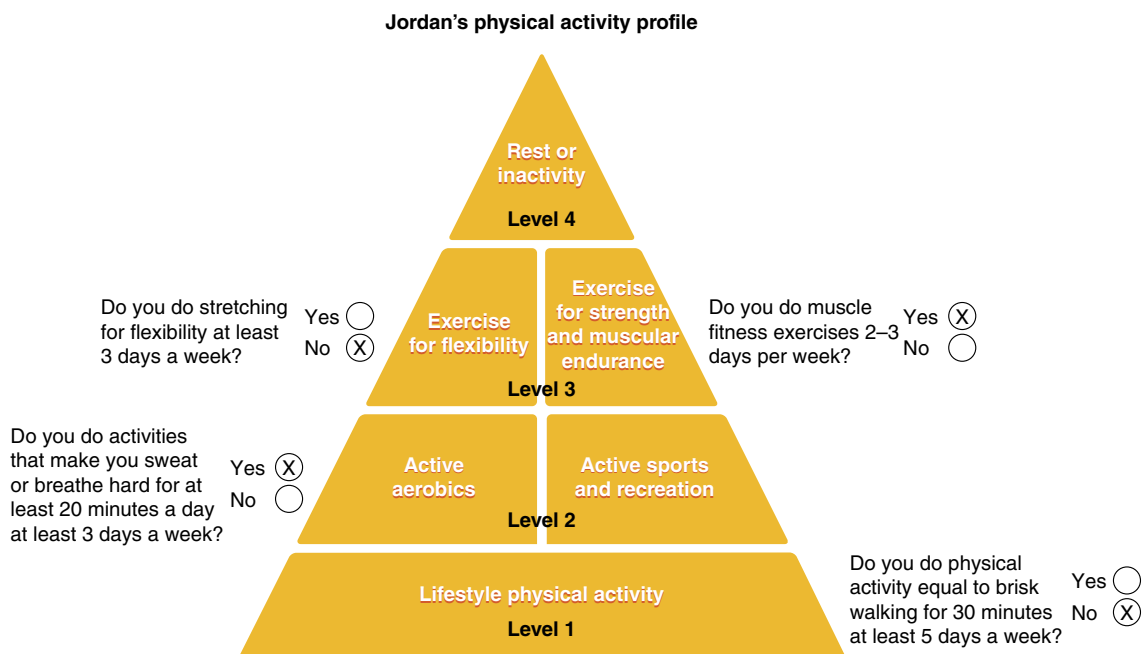 Jordan's physical activity profile
Rest or
inactivity
Level 4
Do you do stretching
for flexibility at least
3 days a week?
Yes
No X
Exercise
for flexibility
Exercise
for strength
and muscular
endurance
Level 3
Do you do muscle
fitness exercises 2–3
days per week?
Yes X
No
Do you do activities
that make you sweat
or breathe hard for at
least 20 minutes a day
at least 3 days a week?
Yes X
No
Active
aerobics
Active sports
and recreation
Level 2
Lifestyle physical activity
Level 1
Do you do physical
activity equal to brisk
walking for 30 minutes
at least 5 days a week?
Yes
No X